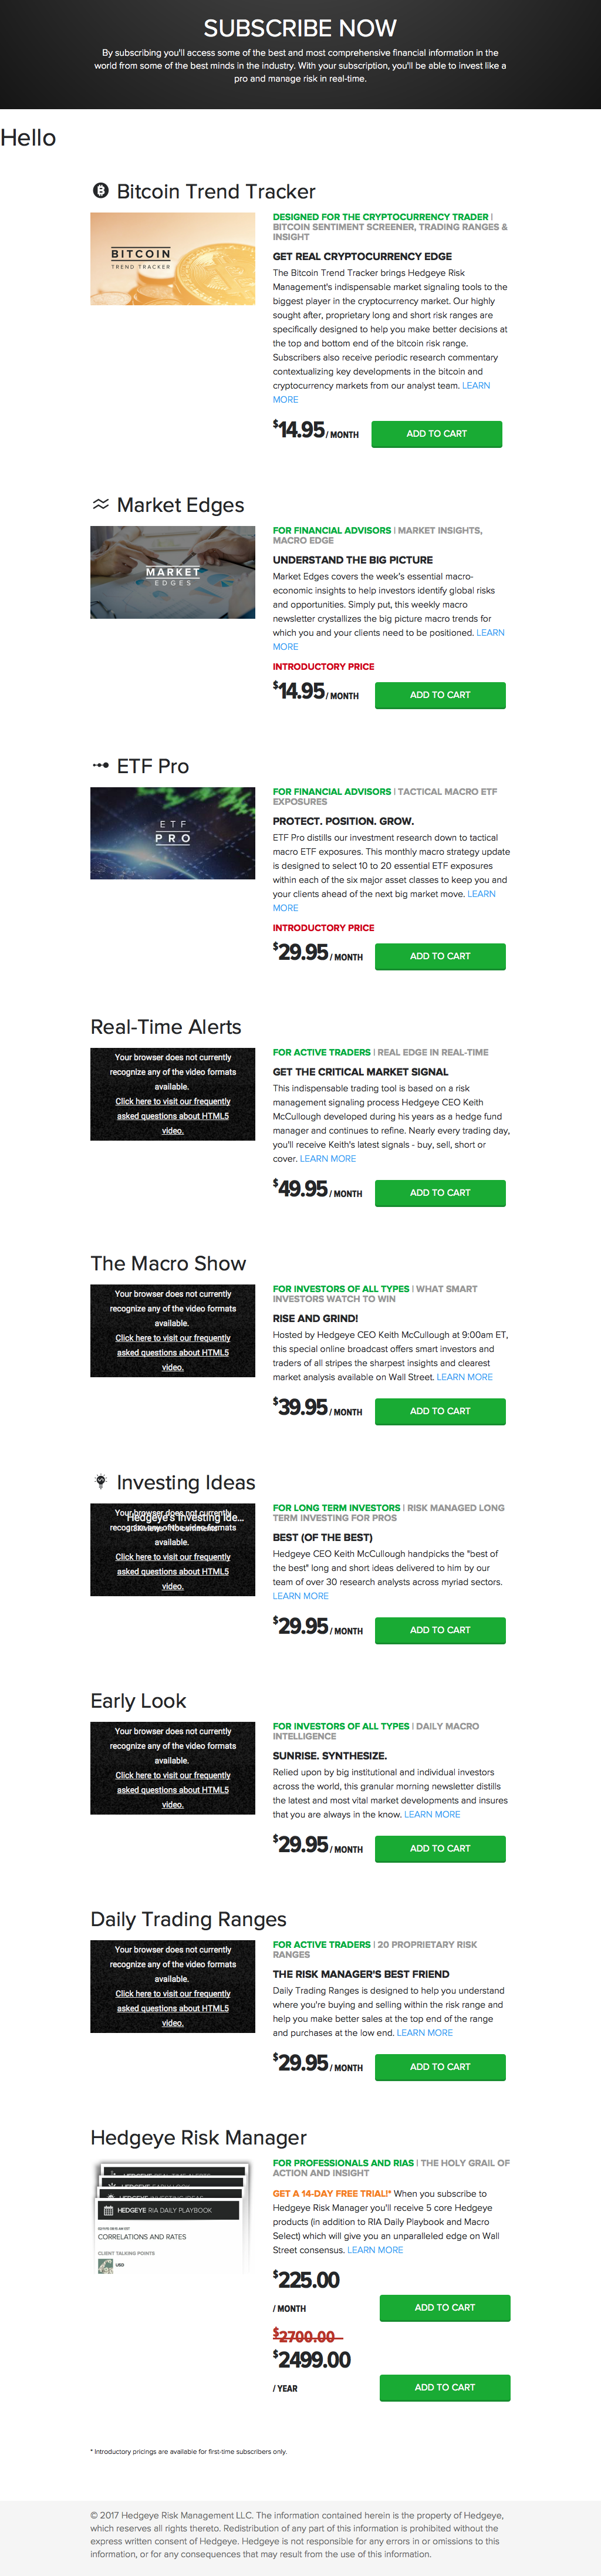 SUBSCRIBE NOW
By subscribing you'll access some of the best and most comprehensive financial information in the
world from some of the best minds in the industry. With your subscription, you'll be able to invest like a
pro and manage risk in real-time.
Hello
Bitcoin Trend Tracker
BITCOIN
TREND TRACKER
DESIGNED FOR THE CRYPTOCURRENCY TRADER |
BITCOIN SENTIMENT SCREENER, TRADING RANGES &
INSIGHT
GET REAL CRYPTOCURRENCY EDGE
The Bitcoin Trend Tracker brings Hedgeye Risk
Management's indispensable market signaling tools to the
biggest player in the cryptocurrency market. Our highly
sought after, proprietary long and short risk ranges are
specifically designed to help you make better decisions at
the top and bottom end of the bitcoin risk range.
Subscribers also receive periodic research commentary
contextualizing key developments in the bitcoin and
cryptocurrency markets from our analyst team. LEARN
MORE
$14.95 / MONTH
ADD TO CART
Market Edges
MARKET
EDGES
FOR FINANCIAL ADVISORS | MARKET INSIGHTS,
MACRO EDGE
UNDERSTAND THE BIG PICTURE
Market Edges covers the week's essential macro-
economic insights to help investors identify global risks
and opportunities. Simply put, this weekly macro
newsletter crystallizes the big picture macro trends for
which you and your clients need to be positioned. LEARN
MORE
INTRODUCTORY PRICE
$14.95 / MONTH
ADD TO CART
ETF Pro
ETF
PRO
FOR FINANCIAL ADVISORS | TACTICAL MACRO ETF
EXPOSURES
PROTECT. POSITION. GROW.
ETF Pro distills our investment research down to tactical
macro ETF exposures. This monthly macro strategy update
is designed to select 10 to 20 essential ETF exposures
within each of the six major asset classes to keep you and
your clients ahead of the next big market move. LEARN
MORE
INTRODUCTORY PRICE
$29.95 / MONTH
ADD TO CART
Real-Time Alerts
Your browser does not currently
recognize any of the video formats
available.
Click here to visit our frequently
asked questions about HTML5
video.
FOR ACTIVE TRADERS | REAL EDGE IN REAL-TIME
GET THE CRITICAL MARKET SIGNAL
This indispensable trading tool is based on a risk
management signaling process Hedgeye CEO Keith
McCullough developed during his years as a hedge fund
manager and continues to refine. Nearly every trading day,
you'll receive Keith's latest signals - buy, sell, short or
cover. LEARN MORE
$49.95 / MONTH
ADD TO CART
The Macro Show
Your browser does not currently
recognize any of the video formats
available.
Click here to visit our frequently
asked questions about HTML5
video.
FOR INVESTORS OF ALL TYPES | WHAT SMART
INVESTORS WATCH TO WIN
RISE AND GRIND!
Hosted by Hedgeye CEO Keith McCullough at 9:00am ET,
this special online broadcast offers smart investors and
traders of all stripes the sharpest insights and clearest
market analysis available on Wall Street. LEARN MORE
$39.95 / MONTH
ADD TO CART
Investing Ideas
Your browser does not currently
Hedgeye's Investing Ide...
recognize any of the video formats
available.
Click here to visit our frequently
asked questions about HTML5
video.
FOR LONG TERM INVESTORS | RISK MANAGED LONG
TERM INVESTING FOR PROS
BEST (OF THE BEST)
Hedgeye CEO Keith McCullough handpicks the "best of
the best" long and short ideas delivered to him by our
team of over 30 research analysts across myriad sectors.
LEARN MORE
$29.95 / MONTH
ADD TO CART
Early Look
Your browser does not currently
recognize any of the video formats
available.
Click here to visit our frequently
asked questions about HTML5
video.
FOR INVESTORS OF ALL TYPES | DAILY MACRO
INTELLIGENCE
SUNRISE. SYNTHESIZE.
Relied upon by big institutional and individual investors
across the world, this granular morning newsletter distills
the latest and most vital market developments and insures
that you are always in the know. LEARN MORE
$29.95 / MONTH
ADD TO CART
Daily Trading Ranges
Your browser does not currently
recognize any of the video formats
available.
Click here to visit our frequently
asked questions about HTML5
video.
FOR ACTIVE TRADERS | 20 PROPRIETARY RISK
RANGES
THE RISK MANAGER'S BEST FRIEND
Daily Trading Ranges is designed to help you understand
where you're buying and selling within the risk range and
help you make better sales at the top end of the range
and purchases at the low end. LEARN MORE
$29.95 / MONTH
ADD TO CART
Hedgeye Risk Manager
HEDGEYE RIA DAILY PLAYBOOK
CORRELATIONS AND RATES
CLIENT TALKING POINTS
USD
FOR PROFESSIONALS AND RIAS | THE HOLY GRAIL OF
ACTION AND INSIGHT
GET A 14-DAY FREE TRIAL!* When you subscribe to
Hedgeye Risk Manager you'll receive 5 core Hedgeye
products (in addition to RIA Daily Playbook and Macro
Select) which will give you an unparalleled edge on Wall
Street consensus. LEARN MORE
$225.00
/ MONTH
ADD TO CART
$2700.00
$2499.00
/ YEAR
ADD TO CART
* Introductory pricings are available for first-time subscribers only.
© 2017 Hedgeye Risk Management LLC. The information contained herein is the property of Hedgeye,
which reserves all rights thereto. Redistribution of any part of this information is prohibited without the
express written consent of Hedgeye. Hedgeye is not responsible for any errors in or omissions to this
information, or for any consequences that may result from the use of this information.